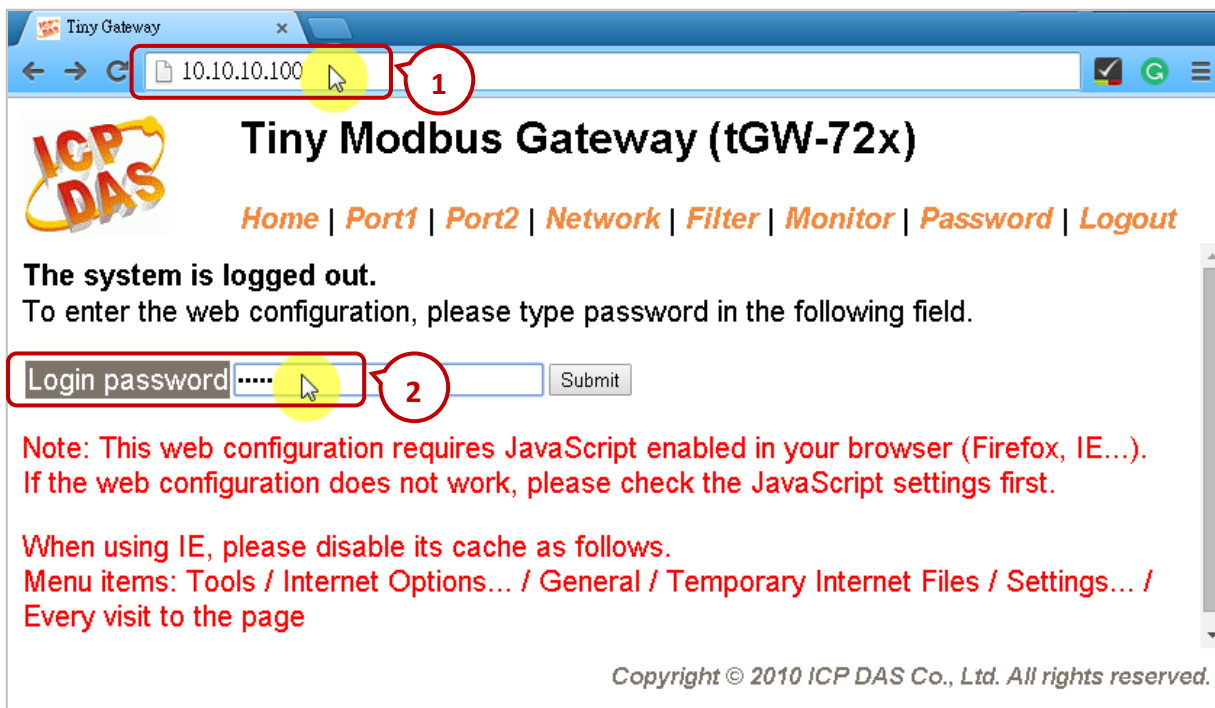 Tiny Gateway
10.10.10.100
1
ICP DAS
Tiny Modbus Gateway (tGW-72x)
Home | Port1 | Port2 | Network | Filter | Monitor | Password | Logout
The system is logged out.
To enter the web configuration, please type password in the following field.
Login password ••••• Submit
2
Note: This web configuration requires JavaScript enabled in your browser (Firefox, IE...).
If the web configuration does not work, please check the JavaScript settings first.
When using IE, please disable its cache as follows.
Menu items: Tools / Internet Options... / General / Temporary Internet Files / Settings... /
Every visit to the page
Copyright © 2010 ICP DAS Co., Ltd. All rights reserved.